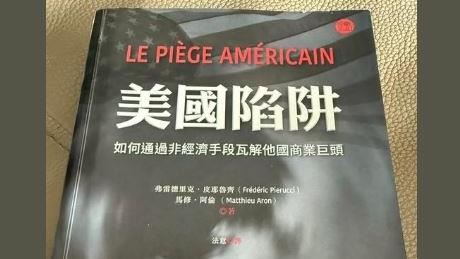 LE PIÈGE AMÉRICAIN
美國陷阱
如何通過非經濟手段瓦解他國商業巨頭
弗雷德里克·皮耶魯齊(Frédéric Pierucci)
馬修·阿倫 (Matthieu Aron)
◎著
法意